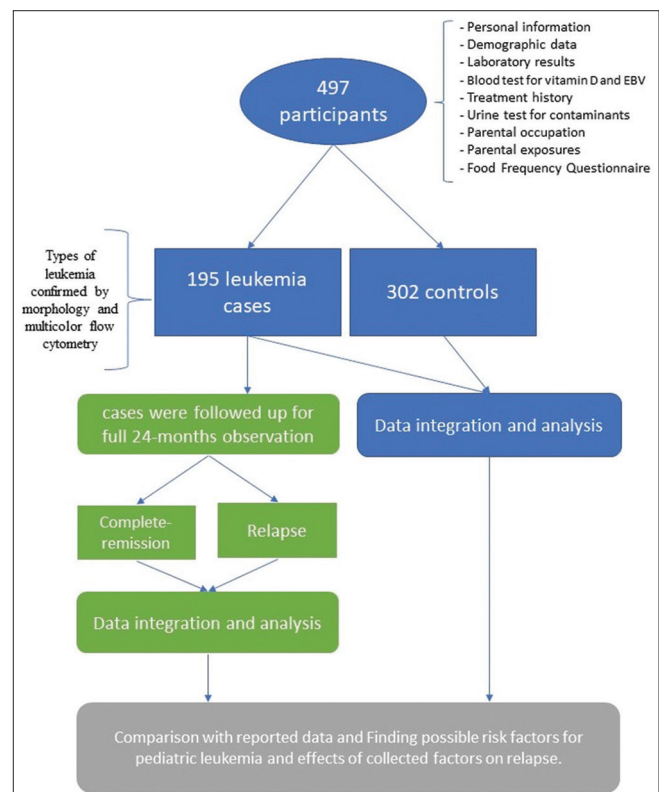 497
participants
- Personal information
- Demographic data
- Laboratory results
- Blood test for vitamin D and EBV
- Treatment history
- Urine test for contaminants
- Parental occupation
- Parental exposures
- Food Frequency Questionnaire
Types of
leukemia
confirmed by
morphology and
multicolor flow
cytometry
195 leukemia
cases
302 controls
cases were followed up for
full 24-months observation
Data integration and analysis
Complete-
remission
Relapse
Data integration and analysis
Comparison with reported data and Finding possible risk factors for
pediatric leukemia and effects of collected factors on relapse.